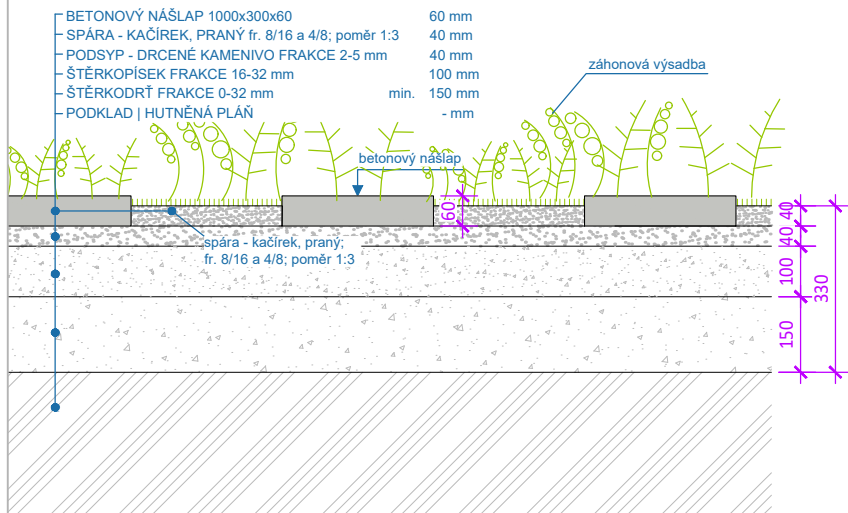 BETONOVÝ NÁŠLAP 1000x300x60 60 mm
SPÁRA - KAČÍREK, PRANÝ fr. 8/16 a 4/8; poměr 1:3 40 mm
PODSYP - DRCENÉ KAMENIVO FRAKCE 2-5 mm 40 mm
ŠTĚRKOPÍSEK FRAKCE 16-32 mm 100 mm
ŠTĚRKODRŤ FRAKCE 0-32 mm min. 150 mm
PODKLAD | HUTNĚNÁ PLÁŇ - mm
záhonová výsadba
betonový nášlap
spára - kačírek, praný;
fr. 8/16 a 4/8; poměr 1:3
60
40
40
100
150
330